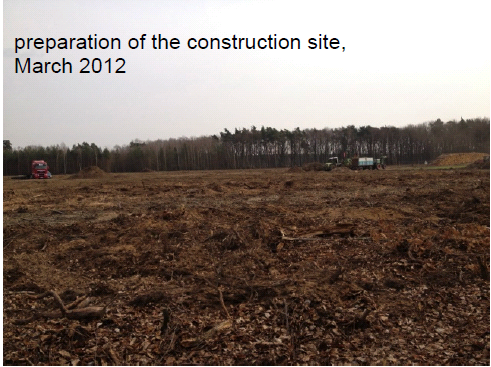 preparation of the construction site,
March 2012